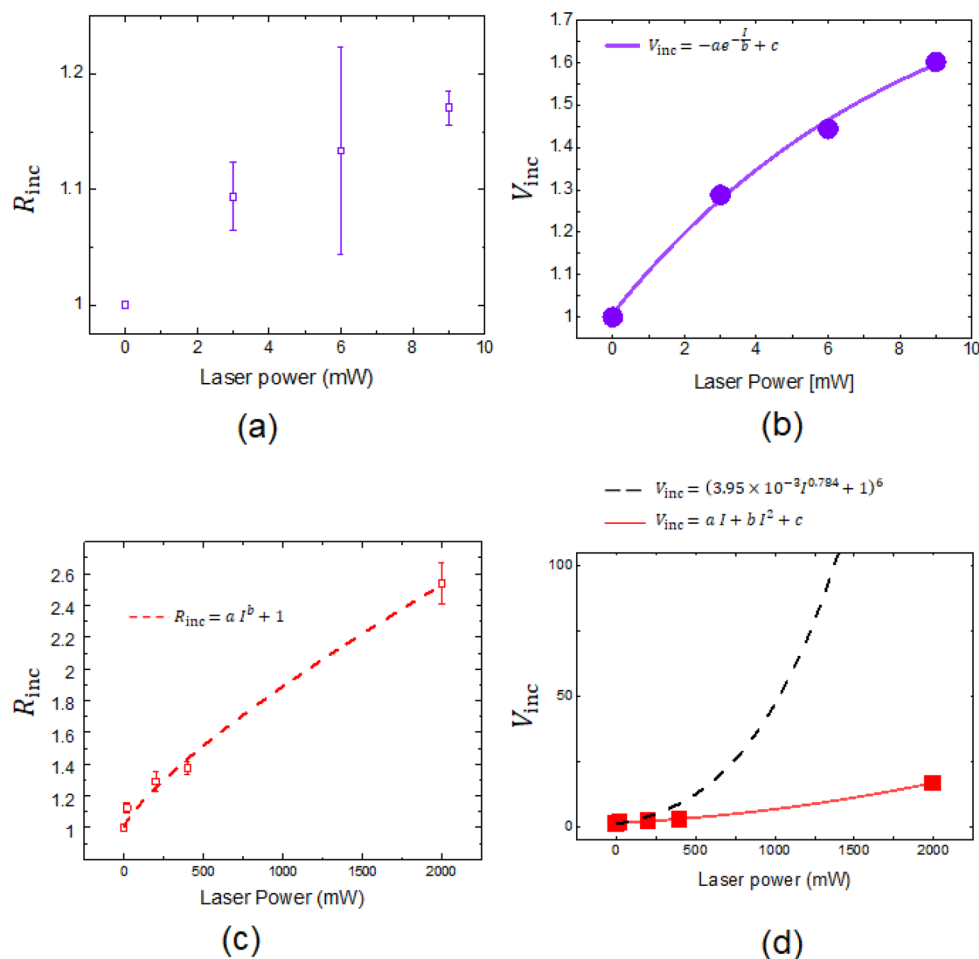 1.2
1.1
1
R_inc
0 2 4 6 8 10
Laser power (mW)
(a)
1.7
1.6
1.5
1.4
1.3
1.2
1.1
1
V_inc
V_inc = −ae^{−I/b} + c
0 2 4 6 8 10
Laser Power [mW]
(b)
2.6
2.4
2.2
2
1.8
1.6
1.4
1.2
1
R_inc
R_inc = a I^b + 1
0 500 1000 1500 2000
Laser Power (mW)
(c)
V_inc = (3.95 × 10^{−3}I^{0.784} + 1)^6
V_inc = a I + b I^2 + c
100
50
0
V_inc
0 500 1000 1500 2000
Laser power (mW)
(d)